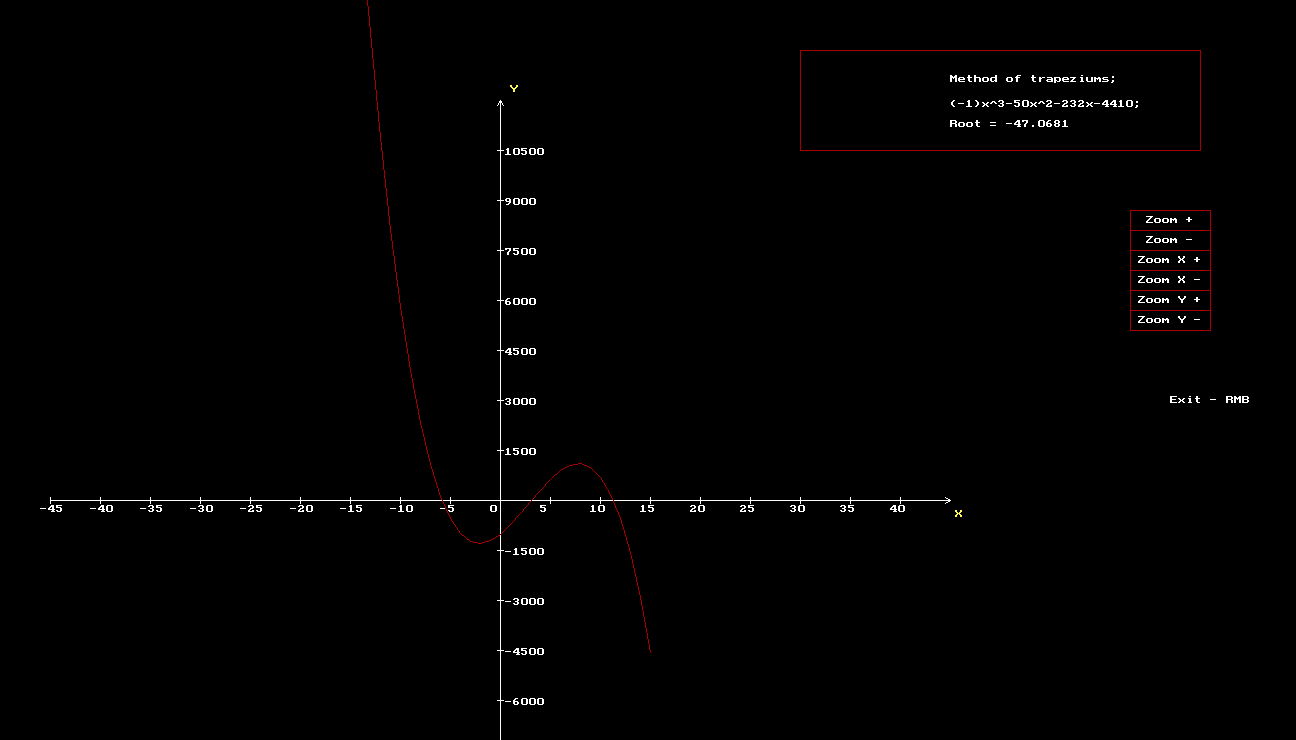 Method of trapeziums;
(-1)x^3-50x^2-232x-4410;
Root = -47.0681
Y
10500
9000
7500
6000
4500
3000
1500
-45 -40 -35 -30 -25 -20 -15 -10 -5 0 5 10 15 20 25 30 35 40
X
-1500
-3000
-4500
-6000
Zoom +
Zoom -
Zoom X +
Zoom X -
Zoom Y +
Zoom Y -
Exit - RMB